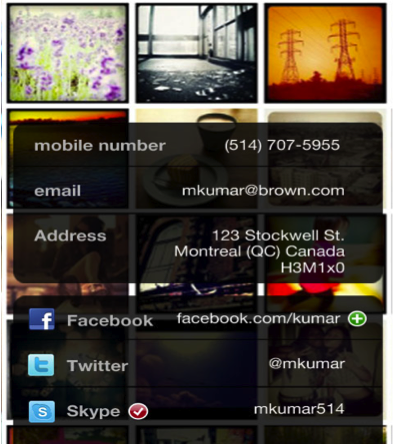 mobile number (514) 707-5955
email mkumar@brown.com
Address 123 Stockwell St.
Montreal (QC) Canada
H3M1x0
Facebook facebook.com/kumar
Twitter @mkumar
Skype mkumar514